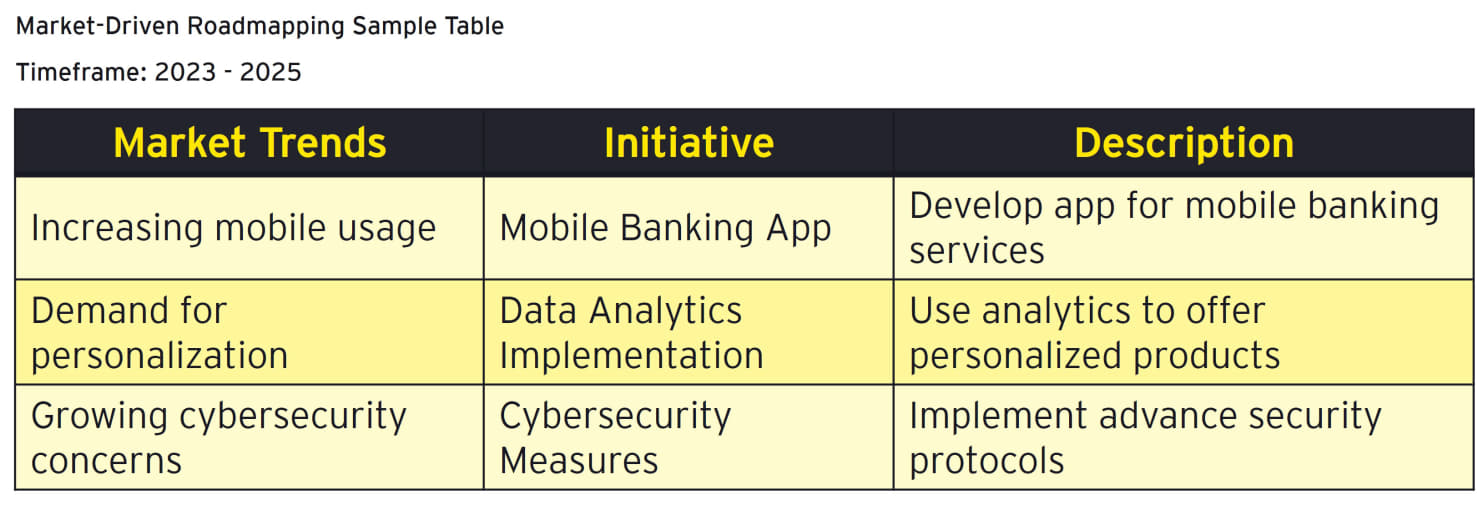 Market-Driven Roadmapping Sample Table
Timeframe: 2023 - 2025
Market Trends Initiative Description
Increasing mobile usage Mobile Banking App Develop app for mobile banking
services
Demand for Data Analytics Use analytics to offer
personalization Implementation personalized products
Growing cybersecurity Cybersecurity Implement advance security
concerns Measures protocols